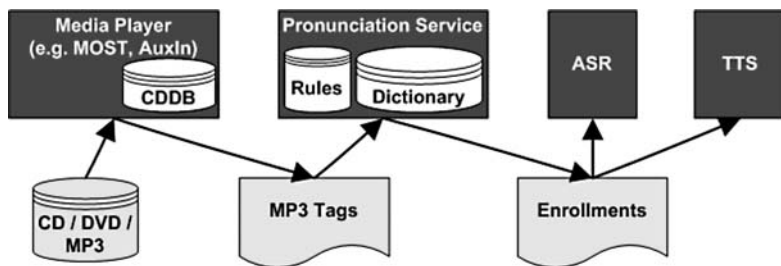 Media Player
(e.g. MOST, AuxIn)
CDDB
Pronunciation Service
Rules
Dictionary
ASR
TTS
CD / DVD /
MP3
MP3 Tags
Enrollments